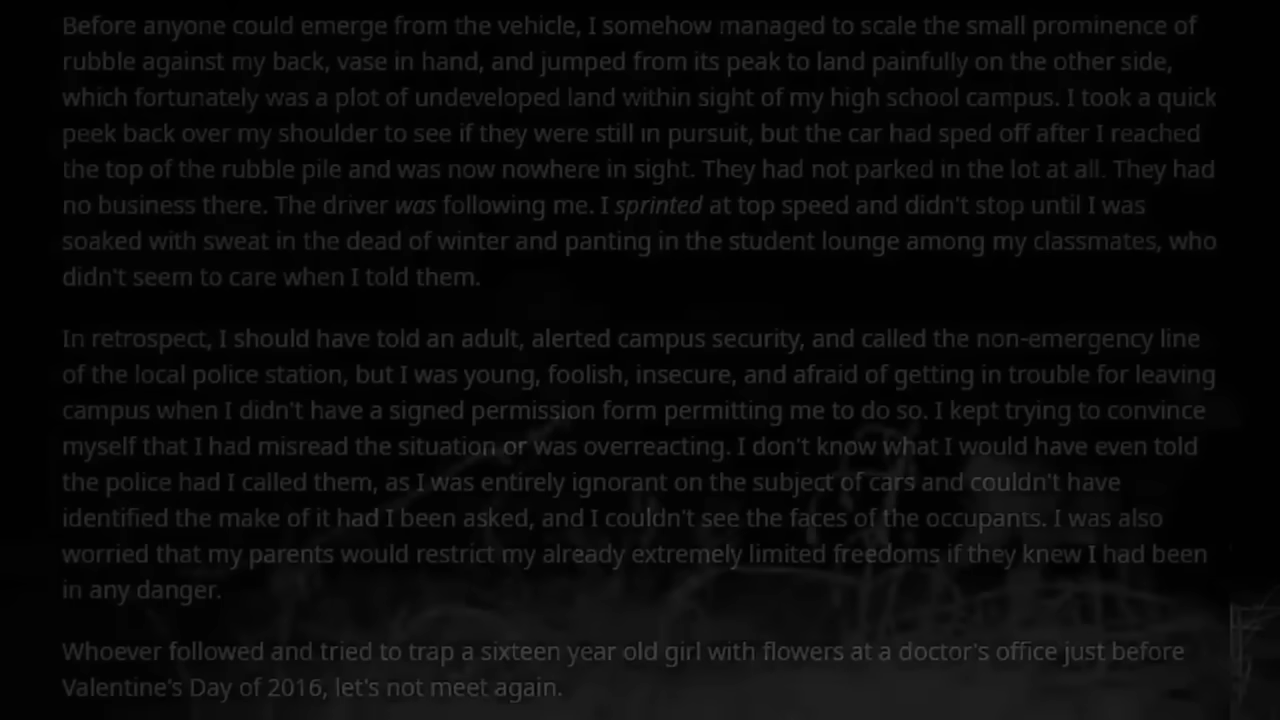 Before anyone could emerge from the vehicle, I somehow managed to scale the small prominence of
rubble against my back, vase in hand, and jumped from its peak to land painfully on the other side,
which fortunately was a plot of undeveloped land within sight of my high school campus. I took a quick
peek back over my shoulder to see if they were still in pursuit, but the car had sped off after I reached
the top of the rubble pile and was now nowhere in sight. They had not parked in the lot at all. They had
no business there. The driver was following me. I sprinted at top speed and didn't stop until I was
soaked with sweat in the dead of winter and panting in the student lounge among my classmates, who
didn't seem to care when I told them.
In retrospect, I should have told an adult, alerted campus security, and called the non-emergency line
of the local police station, but I was young, foolish, insecure, and afraid of getting in trouble for leaving
campus when I didn't have a signed permission form permitting me to do so. I kept trying to convince
myself that I had misread the situation or was overreacting. I don't know what I would have even told
the police had I called them, as I was entirely ignorant on the subject of cars and couldn't have
identified the make of it had I been asked, and I couldn't see the faces of the occupants. I was also
worried that my parents would restrict my already extremely limited freedoms if they knew I had been
in any danger.
Whoever followed and tried to trap a sixteen year old girl with flowers at a doctor's office just before
Valentine's Day of 2016, let's not meet again.